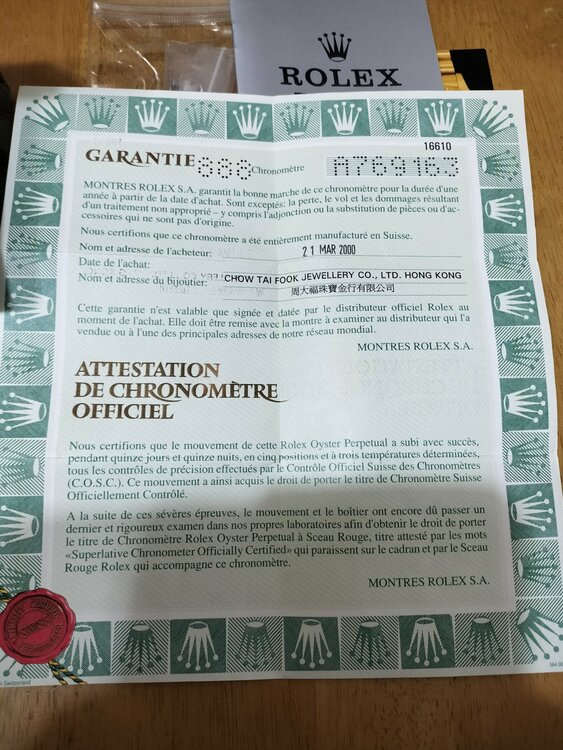 ROLEX
16610
GARANTIE 888 Chronomètre A769163
MONTRES ROLEX S.A. garantit la bonne marche de ce chronomètre pour la durée d'une
année à partir de la date d'achat. Sont exceptés: la perte, le vol et les dommages résultant
d'un traitement non approprié – y compris l'adjonction ou la substitution de pièces ou d'ac-
cessoires qui ne sont pas d'origine.
Nous certifions que ce chronomètre a été entièrement manufacturé en Suisse.
Nom et adresse de l'acheteur:
21 MAR 2000
Date de l'achat:
Nom et adresse du bijoutier: CHOW TAI FOOK JEWELLERY CO., LTD. HONG KONG
周大福珠寶金行有限公司
Cette garantie n'est valable que signée et datée par le distributeur officiel Rolex au
moment de l'achat. Elle doit être remise avec la montre à examiner au distributeur qui l'a
vendue ou à l'une des principales adresses de notre réseau mondial.
MONTRES ROLEX S.A.
ATTESTATION
DE CHRONOMÈTRE
OFFICIEL
Nous certifions que le mouvement de cette Rolex Oyster Perpetual a subi avec succès,
pendant quinze jours et quinze nuits, en cinq positions et à trois températures déterminées,
tous les contrôles de précision effectués par le Contrôle Officiel Suisse des Chronomètres
(C.O.S.C.). Ce mouvement a ainsi acquis le droit de porter le titre de Chronomètre Suisse
Officiellement Contrôlé.
A la suite de ces sévères épreuves, le mouvement et le boîtier ont encore dû passer un
dernier et rigoureux examen dans nos propres laboratoires afin d'obtenir le droit de porter
le titre de Chronomètre Rolex Oyster Perpetual à Sceau Rouge, titre attesté par les mots
«Superlative Chronometer Officially Certified» qui paraissent sur le cadran et par le Sceau
Rouge Rolex qui accompagne ce chronomètre.
MONTRES ROLEX S.A.
in Switzerland